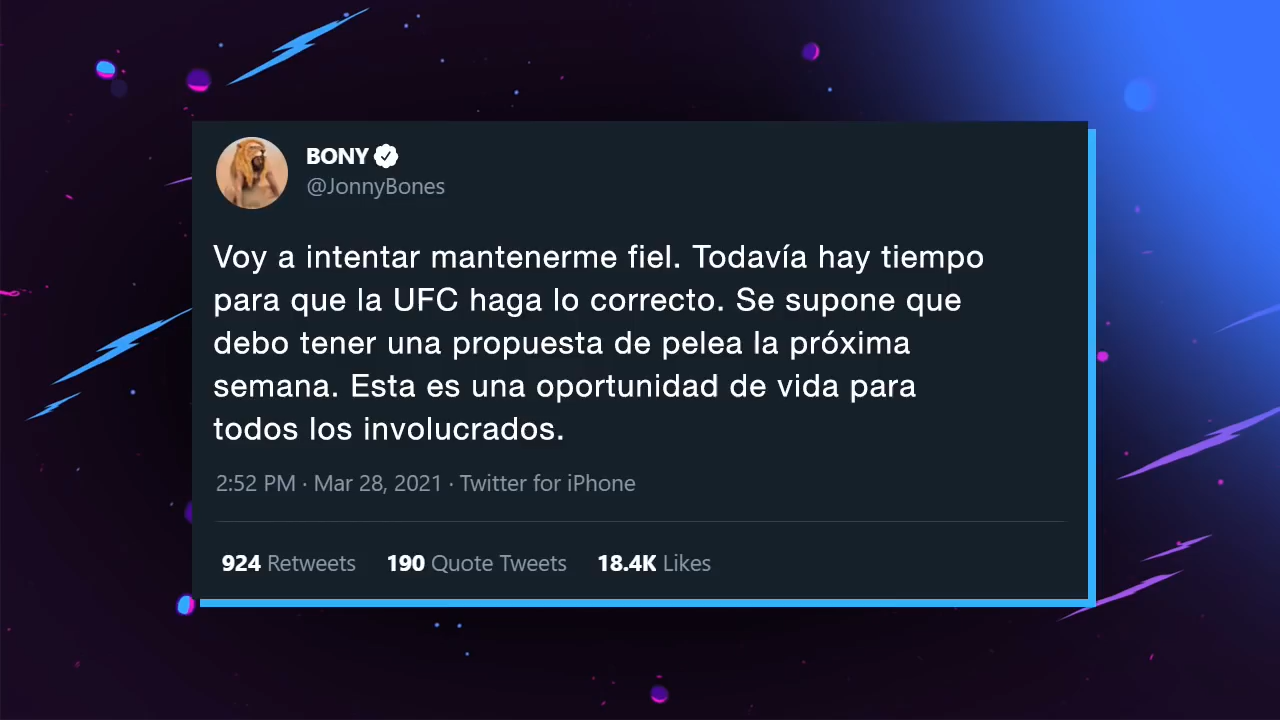 BONY
@JonnyBones
Voy a intentar mantenerme fiel. Todavía hay tiempo
para que la UFC haga lo correcto. Se supone que
debo tener una propuesta de pelea la próxima
semana. Esta es una oportunidad de vida para
todos los involucrados.
2:52 PM · Mar 28, 2021 · Twitter for iPhone
924 Retweets 190 Quote Tweets 18.4K Likes